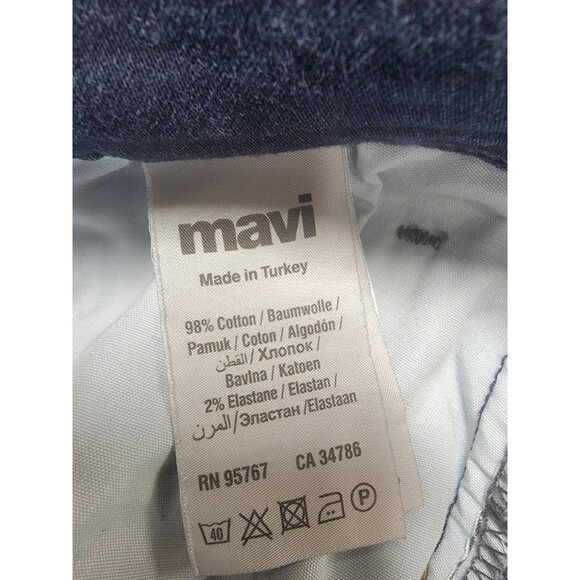 mavi
Made in Turkey
98% Cotton / Baumwolle /
Pamuk / Coton / Algodón /
القطن / Хлопок /
Bavlna / Katoen
2% Elastane / Elastan /
المرن / Эластан /Elastaan
RN 95767 CA 34786
40 P